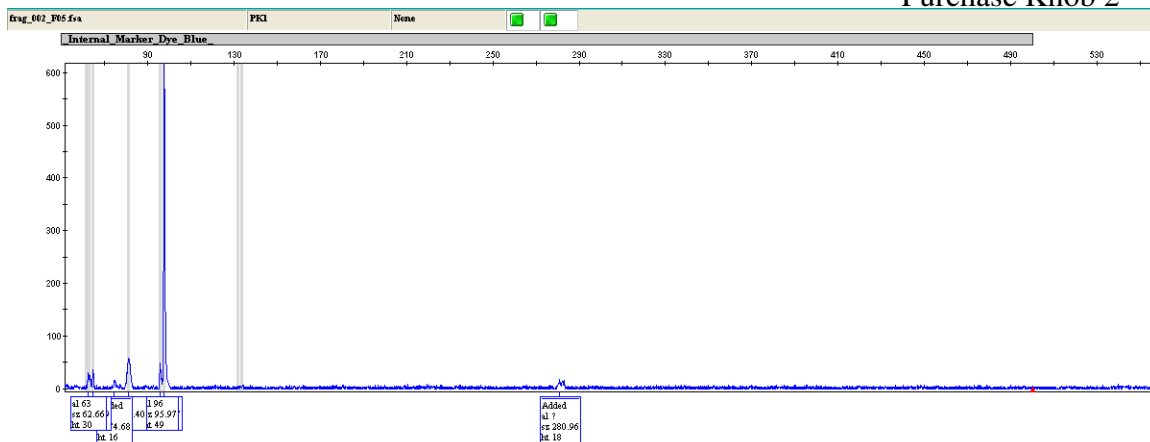 Purchase Knob 2
frag_002_F05.fsa PK1 None
_Internal_Marker_Dye_Blue_
90 130 170 210 250 290 330 370 410 450 490 530
600
500
400
300
200
100
0
al 63
sz 62.66
ht 30
ded
74.68
ht 16
.40
l 96
z 95.97
t 49
Added
al ?
sz 280.96
ht 18